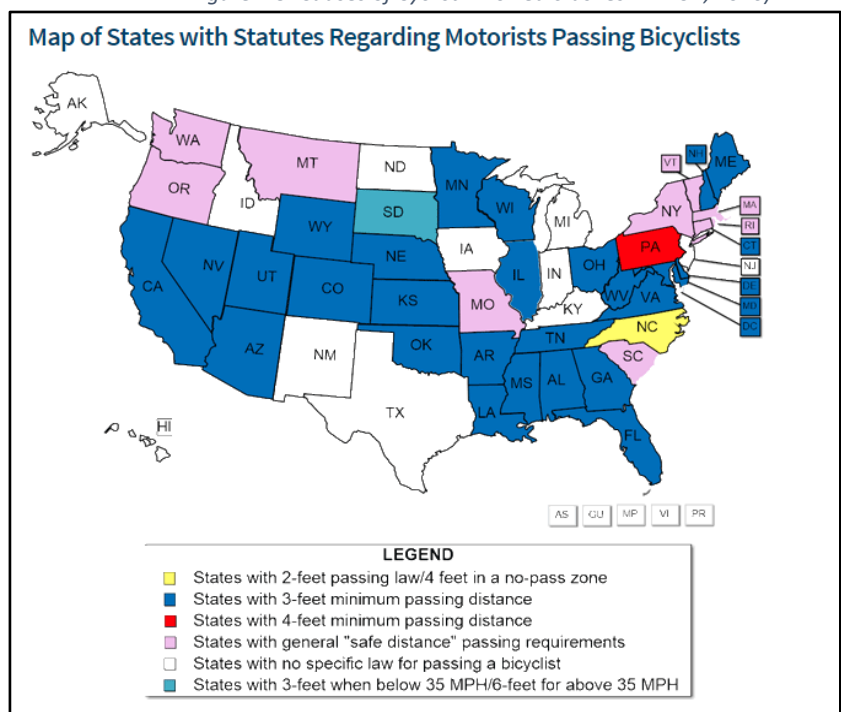 Map of States with Statutes Regarding Motorists Passing Bicyclists
AK
WA
MT
ND
MN
VT
NH
ME
OR
ID
SD
WI
MI
NY
MA
RI
CT
WY
IA
PA
NJ
NE
IL
IN
OH
DE
NV
UT
CO
KS
MO
KY
WV
VA
MD
DC
CA
AZ
NM
OK
AR
TN
NC
SC
MS
AL
GA
TX
LA
FL
HI
AS GU MP VI PR
LEGEND
States with 2-feet passing law/4 feet in a no-pass zone
States with 3-feet minimum passing distance
States with 4-feet minimum passing distance
States with general "safe distance" passing requirements
States with no specific law for passing a bicyclist
States with 3-feet when below 35 MPH/6-feet for above 35 MPH